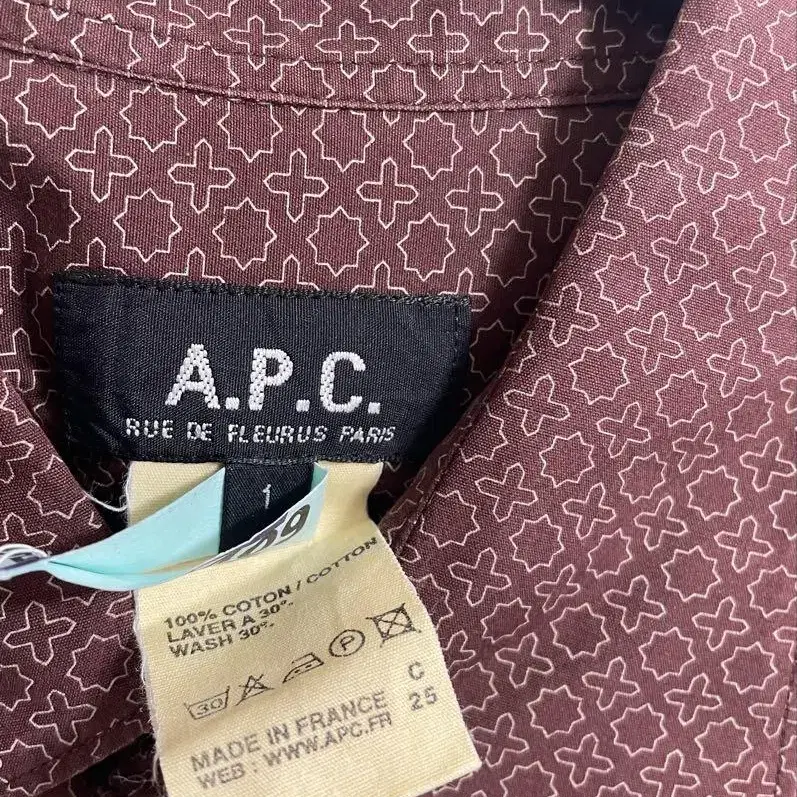 A.P.C.
RUE DE FLEURUS PARIS
1
100% COTON / COTTON
LAVER A 30°.
WASH 30°.
30
P
C
25
MADE IN FRANCE
WEB : WWW.APC.FR